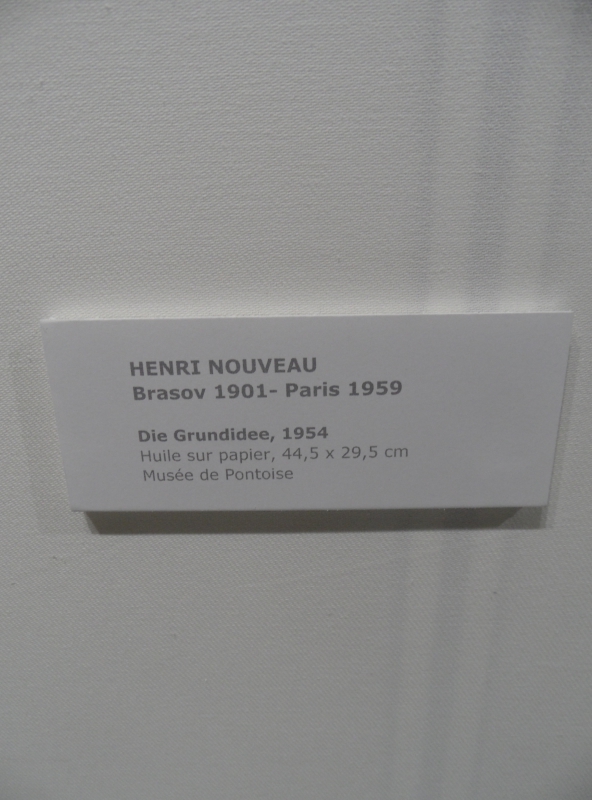 HENRI NOUVEAU
Brasov 1901- Paris 1959
Die Grundidee, 1954
Huile sur papier, 44,5 x 29,5 cm
Musée de Pontoise